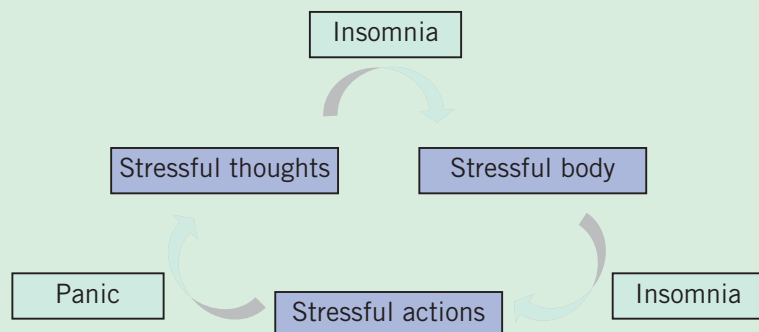 Insomnia
Stressful thoughts
Stressful body
Panic
Stressful actions
Insomnia